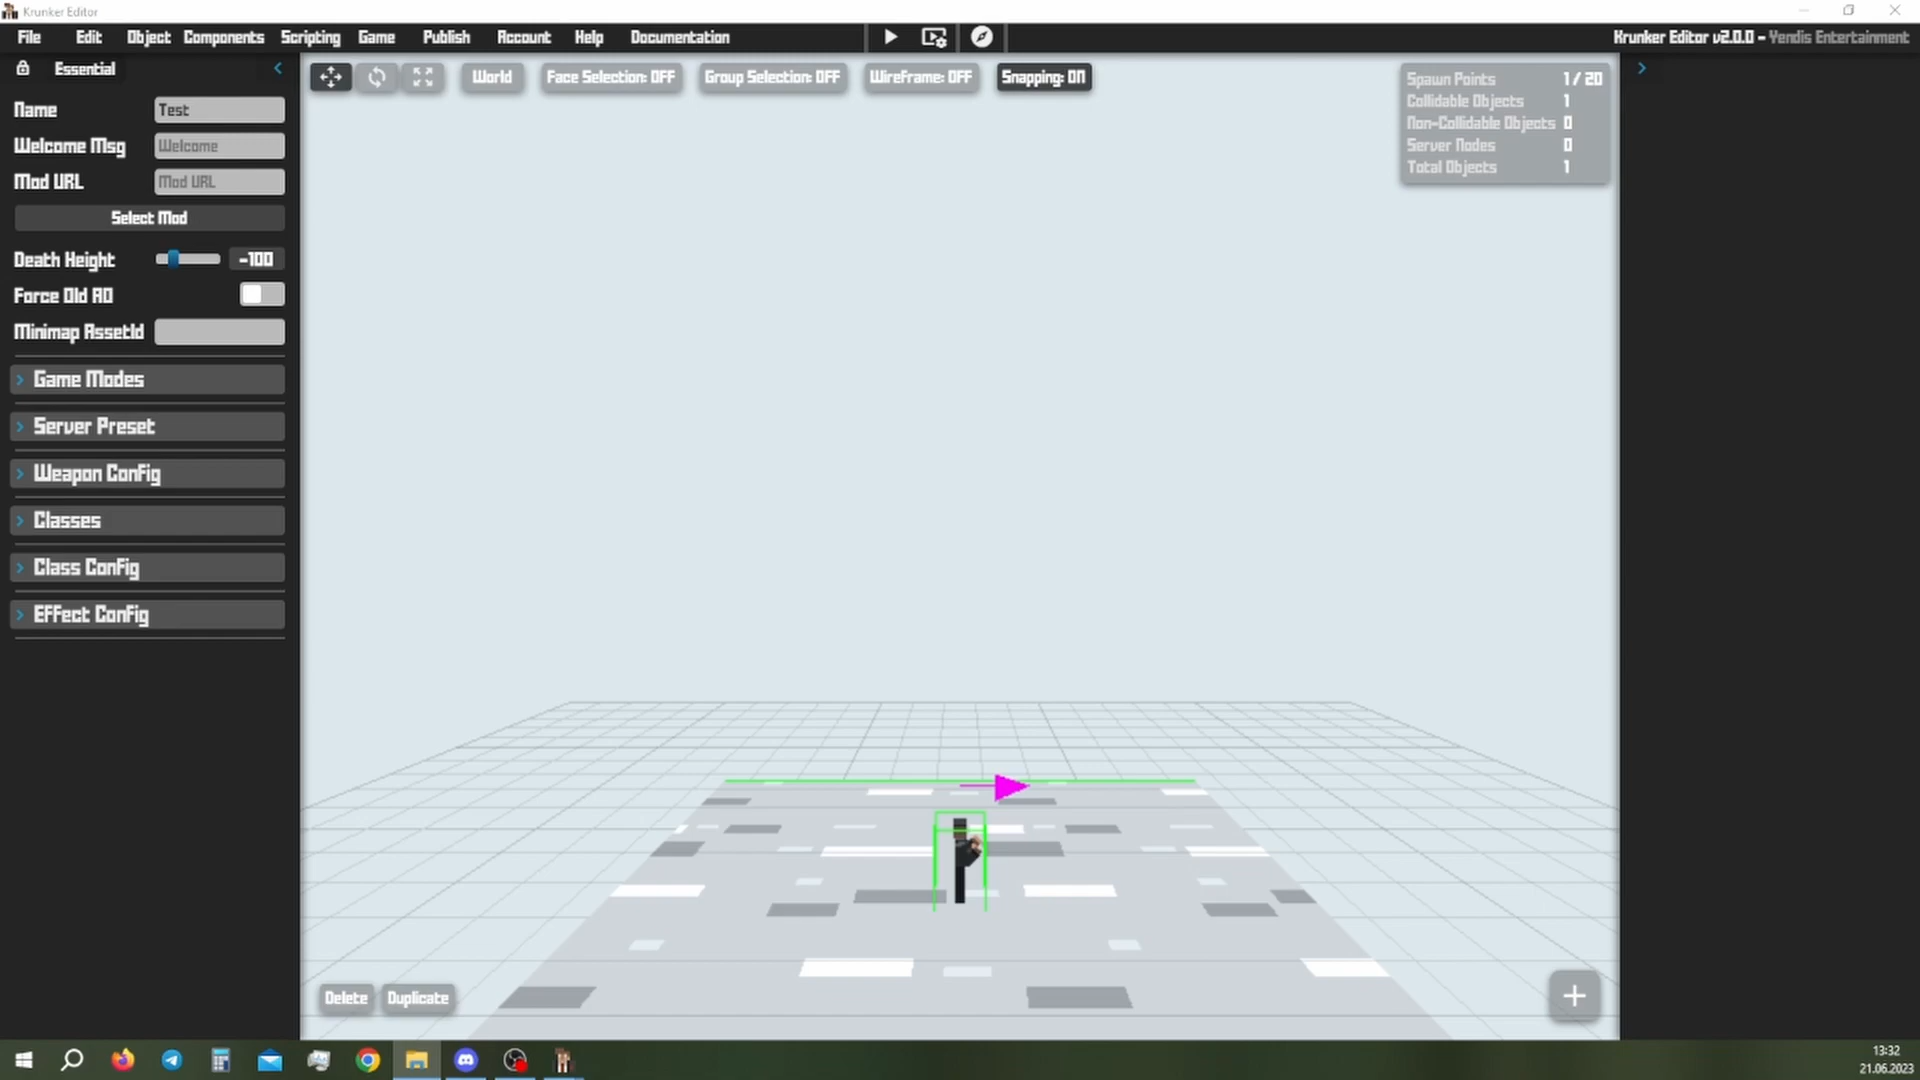 Krunker Editor
File Edit Object Components Scripting Game Publish Account Help Documentation
Krunker Editor v2.0.0 - Yendis Entertainment
Essential
Name Test
Welcome Msg Welcome
Mod URL Mod URL
Select Mod
Death Height -100
Force Old AO
Minimap AssetId
Game Modes
Server Preset
Weapon Config
Classes
Class Config
Effect Config
World Face Selection: OFF Group Selection: OFF WireFrame: OFF Snapping: ON
Spawn Points 1 / 20
Collidable Objects 1
Non-Collidable Objects 0
Server Nodes 0
Total Objects 1
Delete Duplicate
+
13:32
21.06.2023